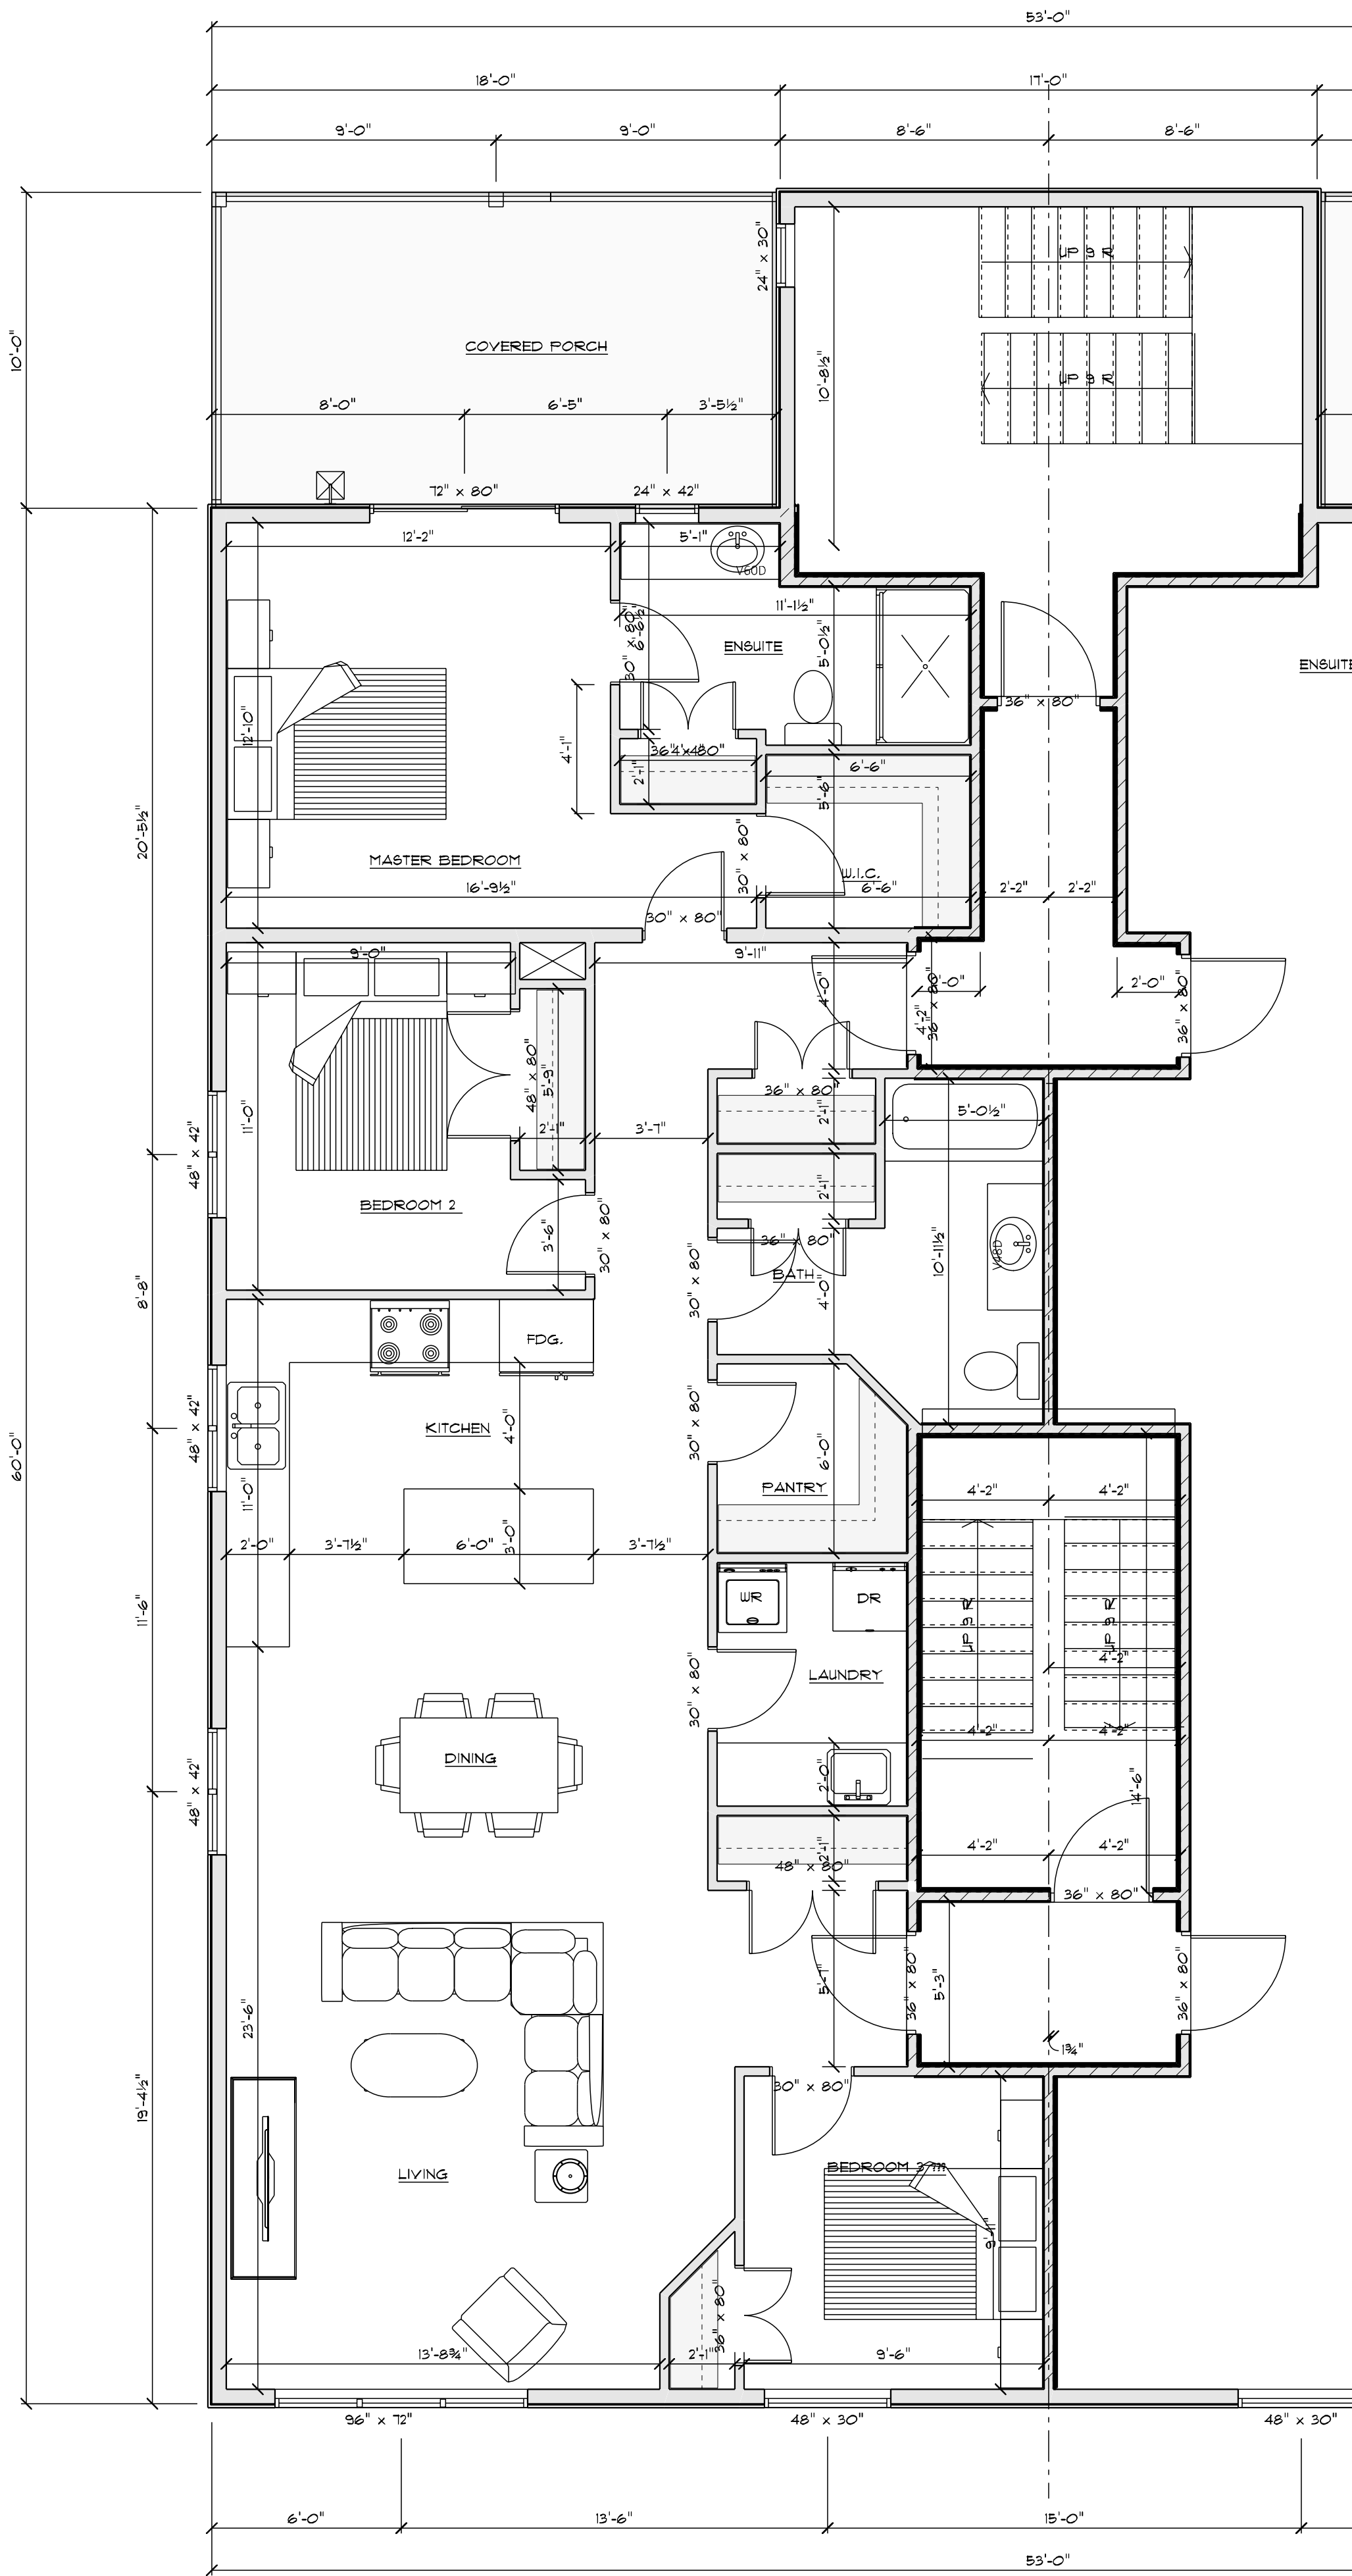 53'-0"
18'-0"
17'-0"
9'-0"
9'-0"
8'-6"
8'-6"
10'-0"
24" x 30"
UP 9 R
10'-8½"
UP 9 R
COVERED PORCH
8'-0"
6'-5"
3'-5½"
72" x 80"
24" x 42"
12'-2"
5'-1"
V60D
11'-1½"
30" x 80"
6'-6½"
ENSUITE
5'-0½"
ENSUITE
36" x 80"
12'-10"
4'-1"
2'-1"
6'-6"
5'-6"
20'-5½"
MASTER BEDROOM
30" x 80"
W.I.C.
16'-9½"
6'-6"
2'-2"
2'-2"
30" x 80"
9'-0"
9'-11"
4'-0"
4'-2"
36" x 80"
2'-0"
36" x 80"
48" x 80"
5'-9"
36" x 80"
2'-1"
5'-0½"
11'-0"
48" x 42"
2'-1"
3'-7"
2'-1"
BEDROOM 2
3'-6"
30" x 80"
36" x 80"
V48D
10'-11½"
30" x 80"
BATH
4'-0"
8'-8"
FDG.
48" x 42"
KITCHEN
4'-0"
30" x 80"
6'-0"
60'-0"
11'-0"
PANTRY
4'-2"
4'-2"
2'-0"
3'-7½"
6'-0"
3'-0"
3'-7½"
11'-6"
WR
DR
UP 9 R
UP 9 R
4'-2"
LAUNDRY
30" x 80"
4'-2"
4'-2"
DINING
48" x 42"
2'-0"
14'-6"
2'-1"
4'-2"
4'-2"
48" x 80"
36" x 80"
5'-1"
36" x 80"
5'-3"
36" x 80"
23'-6"
1¾"
19'-4½"
30" x 80"
BEDROOM 3
LIVING
36" x 80"
13'-8¾"
2'-1"
9'-6"
96" x 72"
48" x 30"
48" x 30"
6'-0"
13'-6"
15'-0"
53'-0"